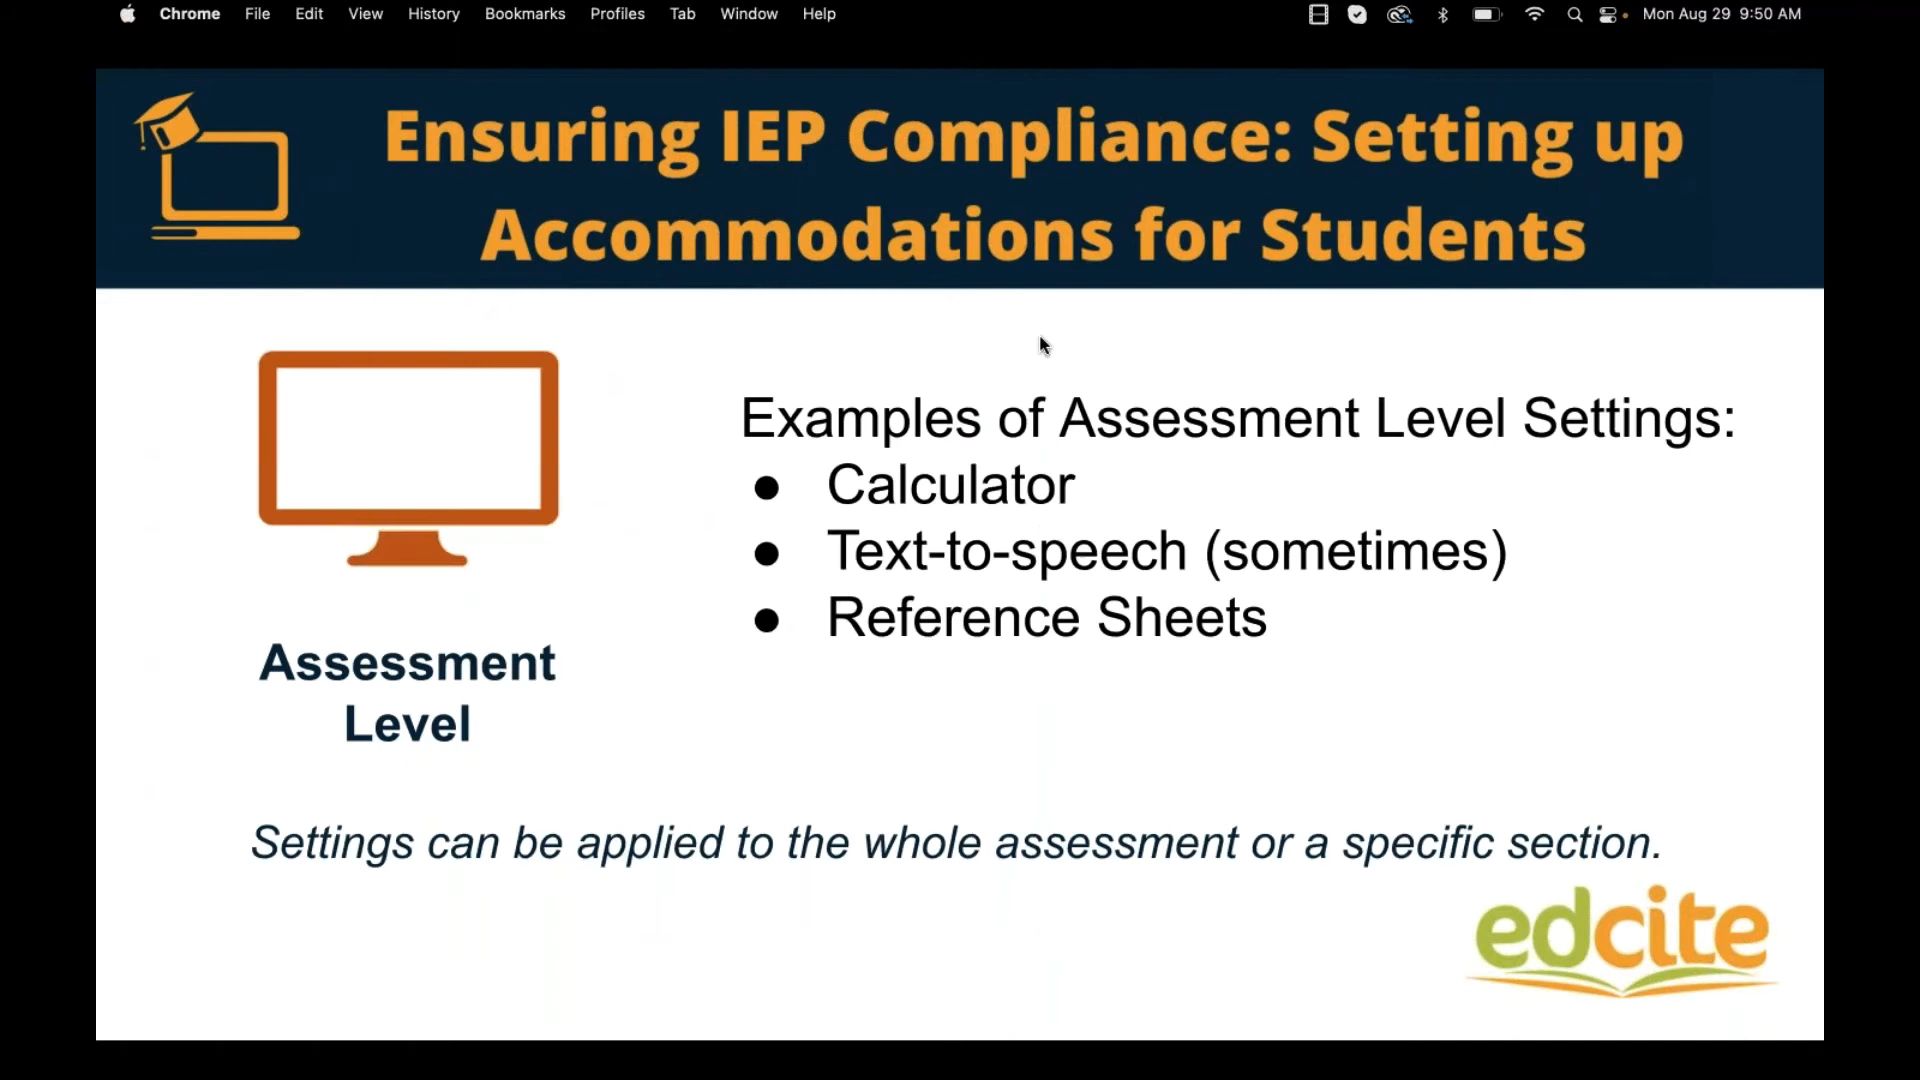 Chrome File Edit View History Bookmarks Profiles Tab Window Help Mon Aug 29 9:50 AM
Ensuring IEP Compliance: Setting up
Accommodations for Students
Examples of Assessment Level Settings:
● Calculator
● Text-to-speech (sometimes)
● Reference Sheets
Assessment
Level
Settings can be applied to the whole assessment or a specific section.
edcite